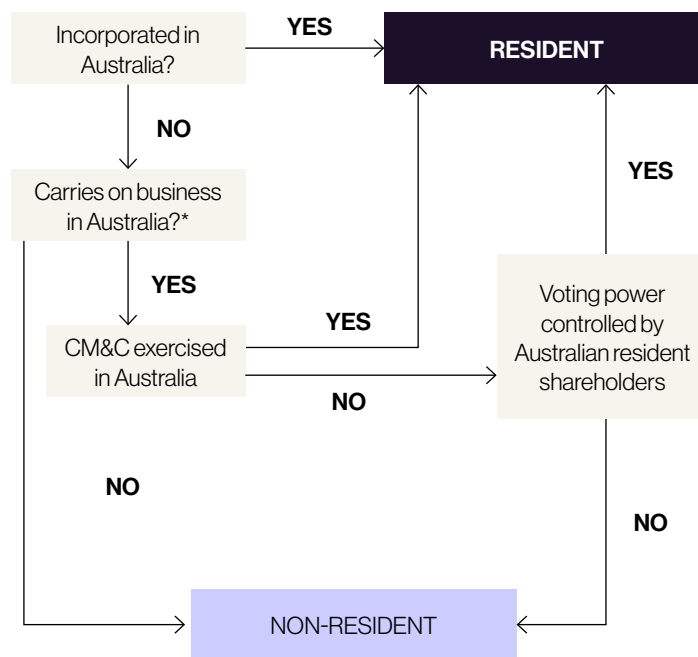 Incorporated in
Australia?
YES
RESIDENT
NO
YES
Carries on business
in Australia?*
YES
YES
Voting power
controlled by
Australian resident
shareholders
CM&C exercised
in Australia
NO
NO
NO
NON-RESIDENT